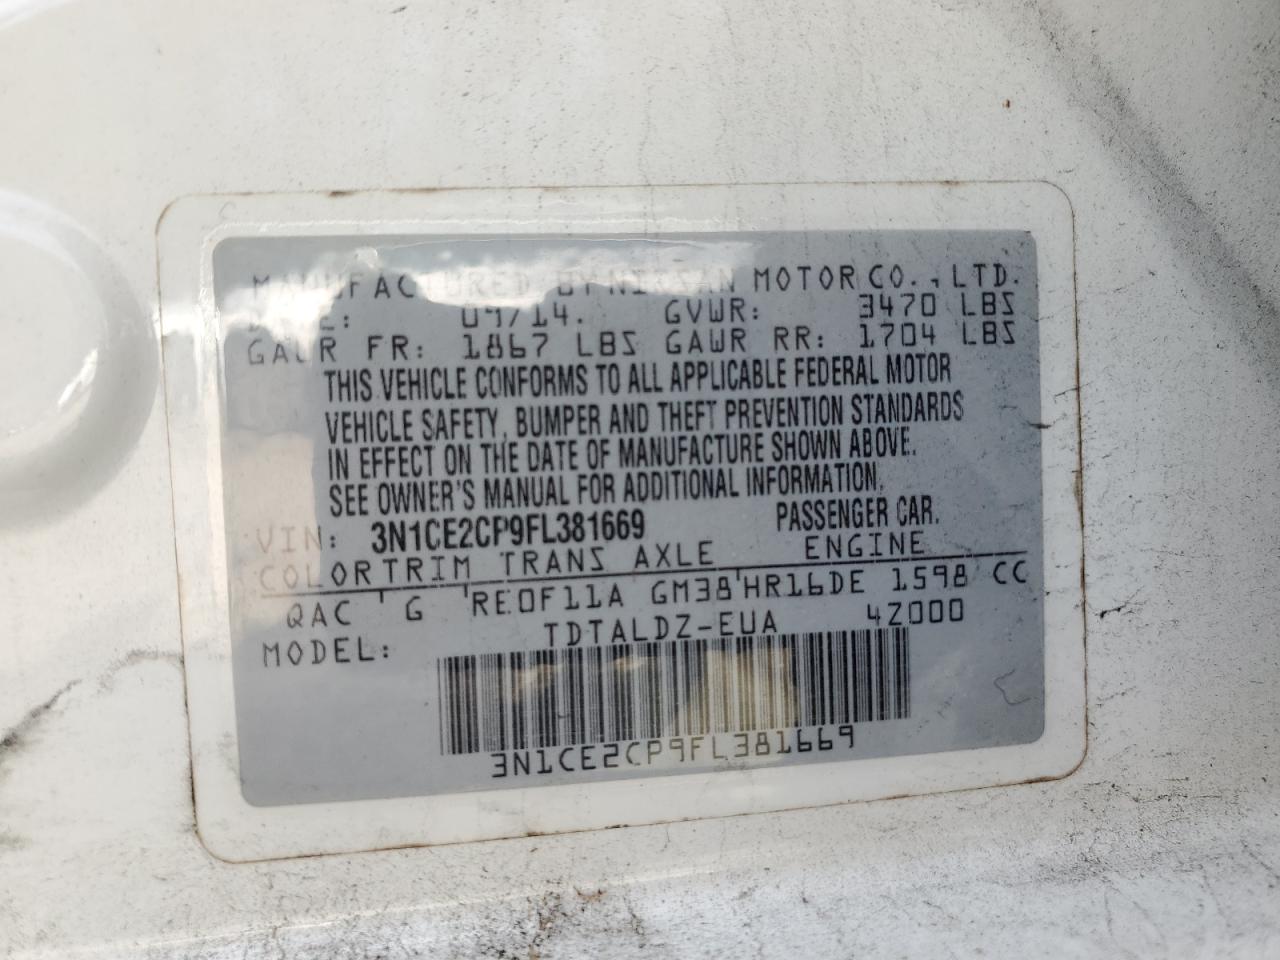 MANUFACTURED BY NISSAN MOTOR CO., LTD.
DATE: 09/14. GVWR: 3470 LBS
GAWR FR: 1867 LBS GAWR RR: 1704 LBS
THIS VEHICLE CONFORMS TO ALL APPLICABLE FEDERAL MOTOR
VEHICLE SAFETY, BUMPER AND THEFT PREVENTION STANDARDS
IN EFFECT ON THE DATE OF MANUFACTURE SHOWN ABOVE.
SEE OWNER'S MANUAL FOR ADDITIONAL INFORMATION.
VIN: 3N1CE2CP9FL381669 PASSENGER CAR.
COLOR TRIM TRANS AXLE ENGINE
QAC G RE0F11A GM38 HR16DE 1598 CC
MODEL: TDTALDZ-EUA 4Z000
3N1CE2CP9FL381669